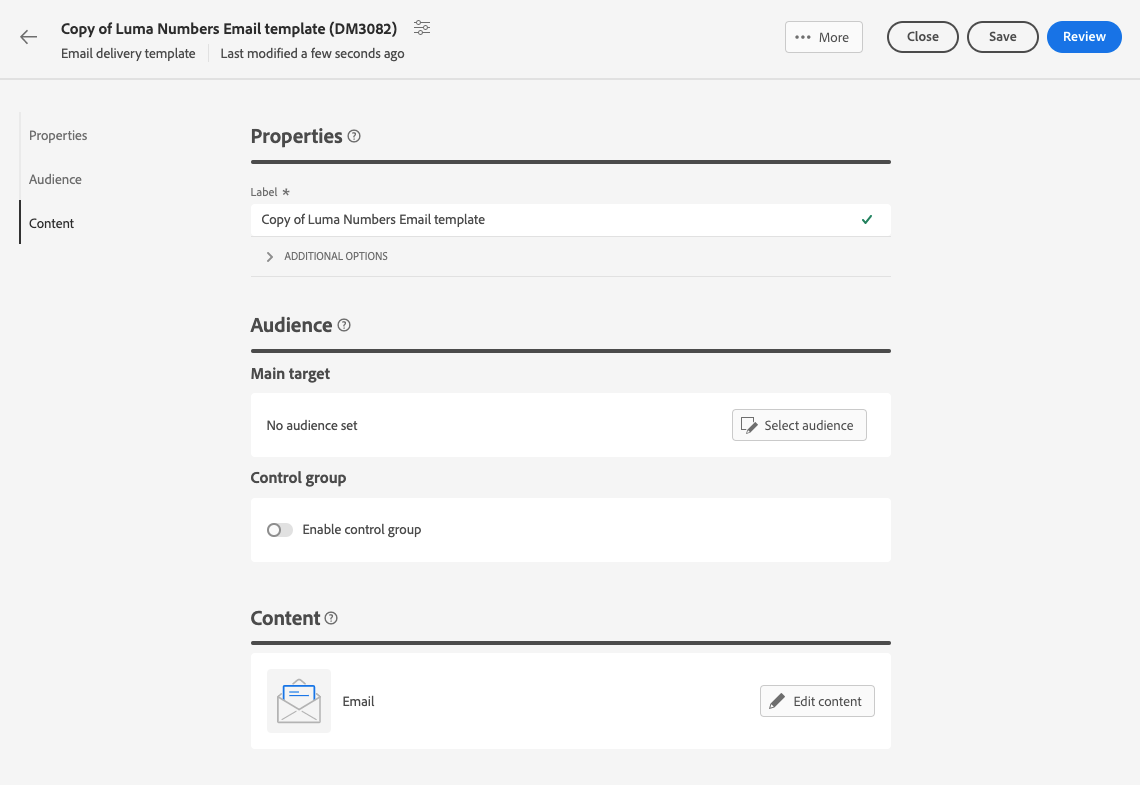 Copy of Luma Numbers Email template (DM3082)
Email delivery template
Last modified a few seconds ago
More
Close
Save
Review
Properties
Audience
Content
Properties
Label *
Copy of Luma Numbers Email template
ADDITIONAL OPTIONS
Audience
Main target
No audience set
Select audience
Control group
Enable control group
Content
Email
Edit content